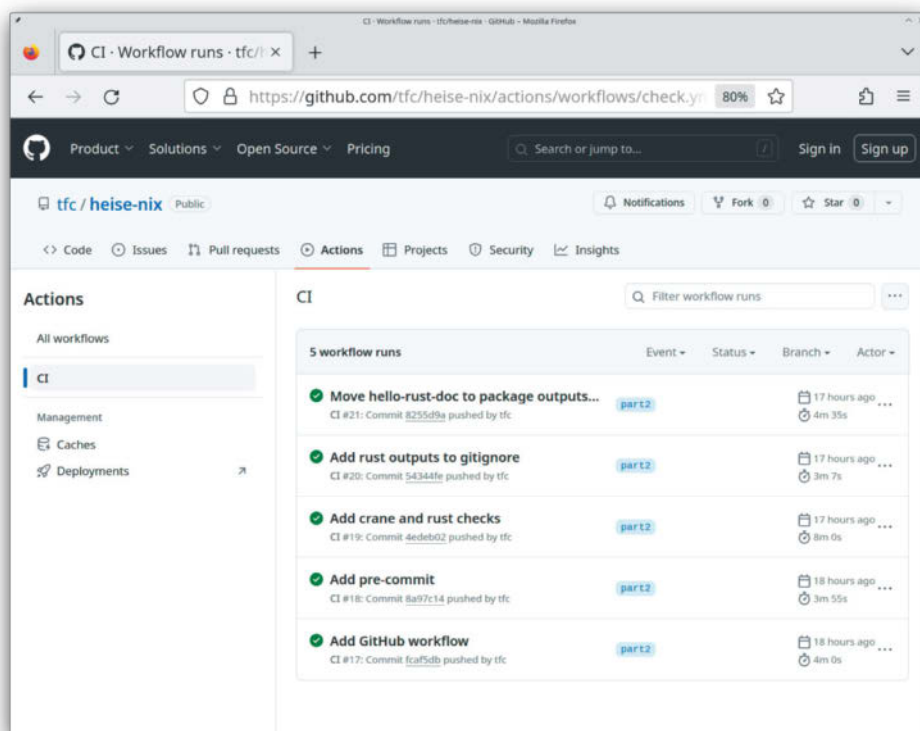 CI · Workflow runs · tfc/heise-nix · GitHub – Mozilla Firefox
CI · Workflow runs · tfc/h
https://github.com/tfc/heise-nix/actions/workflows/check.ym 80%
Product Solutions Open Source Pricing Search or jump to... / Sign in Sign up
tfc / heise-nix Public Notifications Fork 0 Star 0
Code Issues Pull requests Actions Projects Security Insights
Actions
All workflows
CI
Management
Caches
Deployments
CI Filter workflow runs
5 workflow runs Event Status Branch Actor
Move hello-rust-doc to package outputs... part2 17 hours ago
CI #21: Commit 8255d9a pushed by tfc 4m 35s
Add rust outputs to gitignore part2 17 hours ago
CI #20: Commit 54344fe pushed by tfc 3m 7s
Add crane and rust checks part2 17 hours ago
CI #19: Commit 4edeb02 pushed by tfc 8m 0s
Add pre-commit part2 18 hours ago
CI #18: Commit 8a97c14 pushed by tfc 3m 55s
Add GitHub workflow part2 18 hours ago
CI #17: Commit fcaf5db pushed by tfc 4m 0s